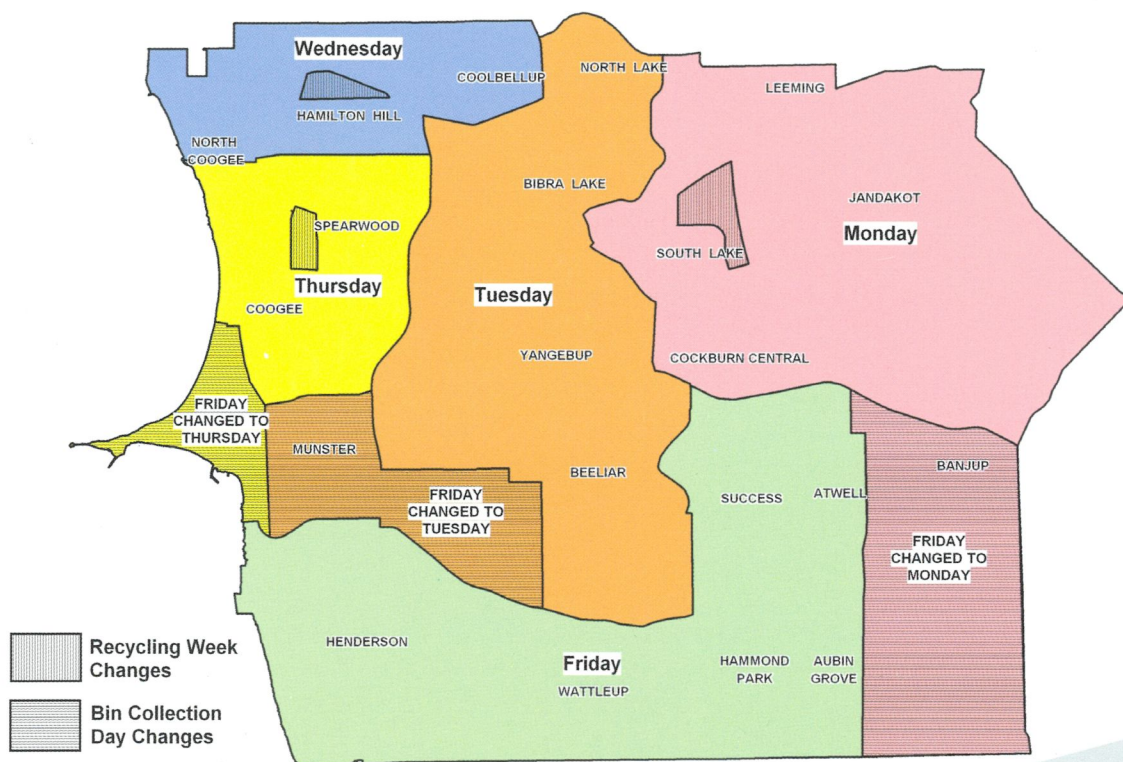 Wednesday
COOLBELLUP
HAMILTON HILL
NORTH
COOGEE
NORTH LAKE
LEEMING
BIBRA LAKE
JANDAKOT
SPEARWOOD
SOUTH LAKE
Monday
Thursday
COOGEE
Tuesday
YANGEBUP
COCKBURN CENTRAL
FRIDAY
CHANGED TO
THURSDAY
MUNSTER
FRIDAY
CHANGED TO
TUESDAY
BEELIAR
SUCCESS
ATWELL
BANJUP
FRIDAY
CHANGED TO
MONDAY
HENDERSON
Friday
WATTLEUP
HAMMOND
PARK
AUBIN
GROVE
Recycling Week
Changes
Bin Collection
Day Changes